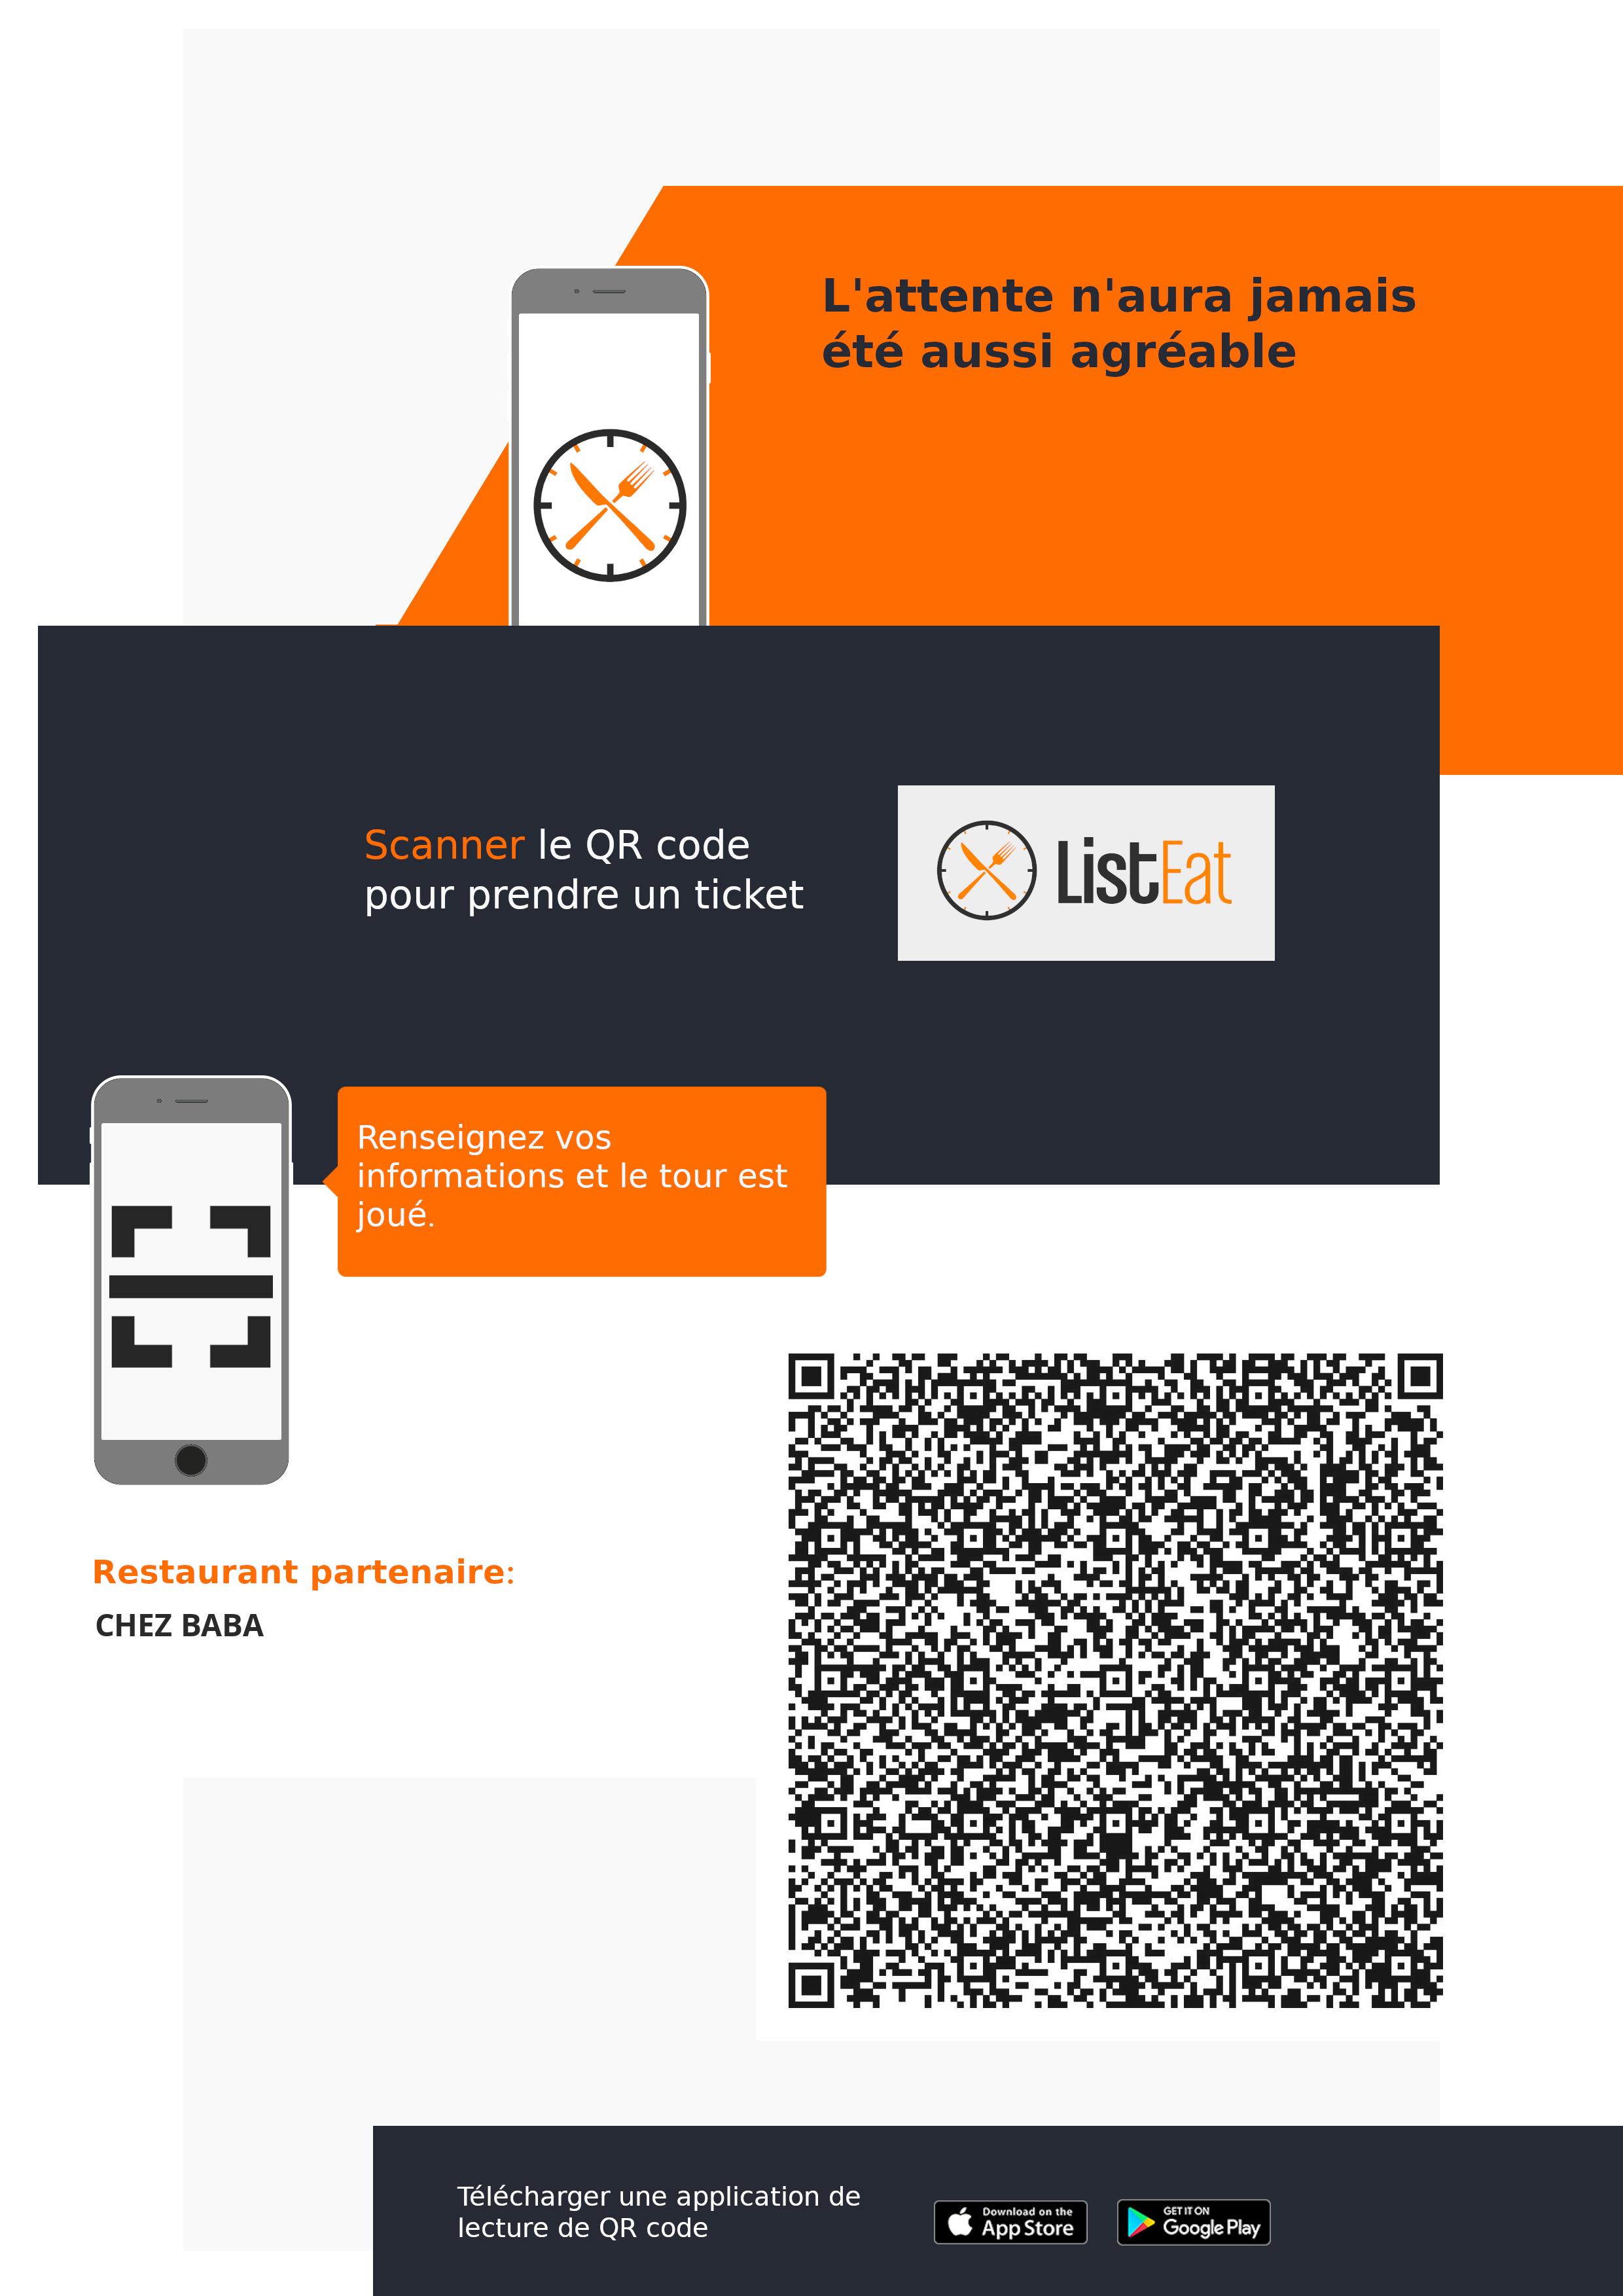 L'attente n'aura jamais
été aussi agréable
Scanner le QR code
pour prendre un ticket
ListEat
Renseignez vos
informations et le tour est
joué.
Restaurant partenaire:
CHEZ BABA
Télécharger une application de
lecture de QR code
Download on the
App Store
GET IT ON
Google Play